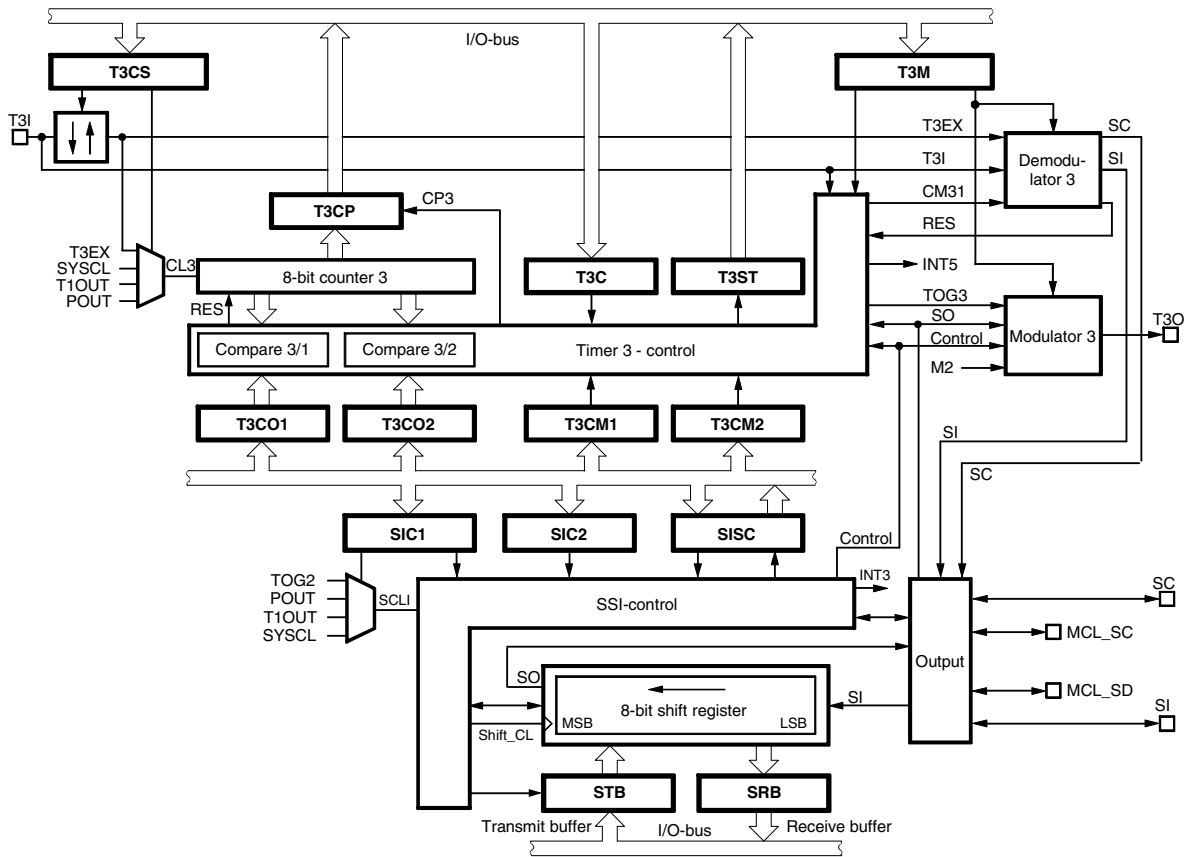 I/O-bus
T3CS
T3M
T3I
T3EX
SC
T3I
SI
Demodu-
lator 3
CM31
T3CP
CP3
RES
T3EX
SYSCL
T1OUT
POUT
CL3
8-bit counter 3
T3C
T3ST
INT5
RES
TOG3
SO
Control
M2
Modulator 3
T3O
Compare 3/1
Compare 3/2
Timer 3 - control
T3CO1
T3CO2
T3CM1
T3CM2
SI
SC
SIC1
SIC2
SISC
Control
TOG2
POUT
T1OUT
SYSCL
SCLI
SSI-control
INT3
SC
MCL_SC
Output
SO
8-bit shift register
MSB
LSB
SI
MCL_SD
SI
Shift_CL
STB
SRB
Transmit buffer
I/O-bus
Receive buffer